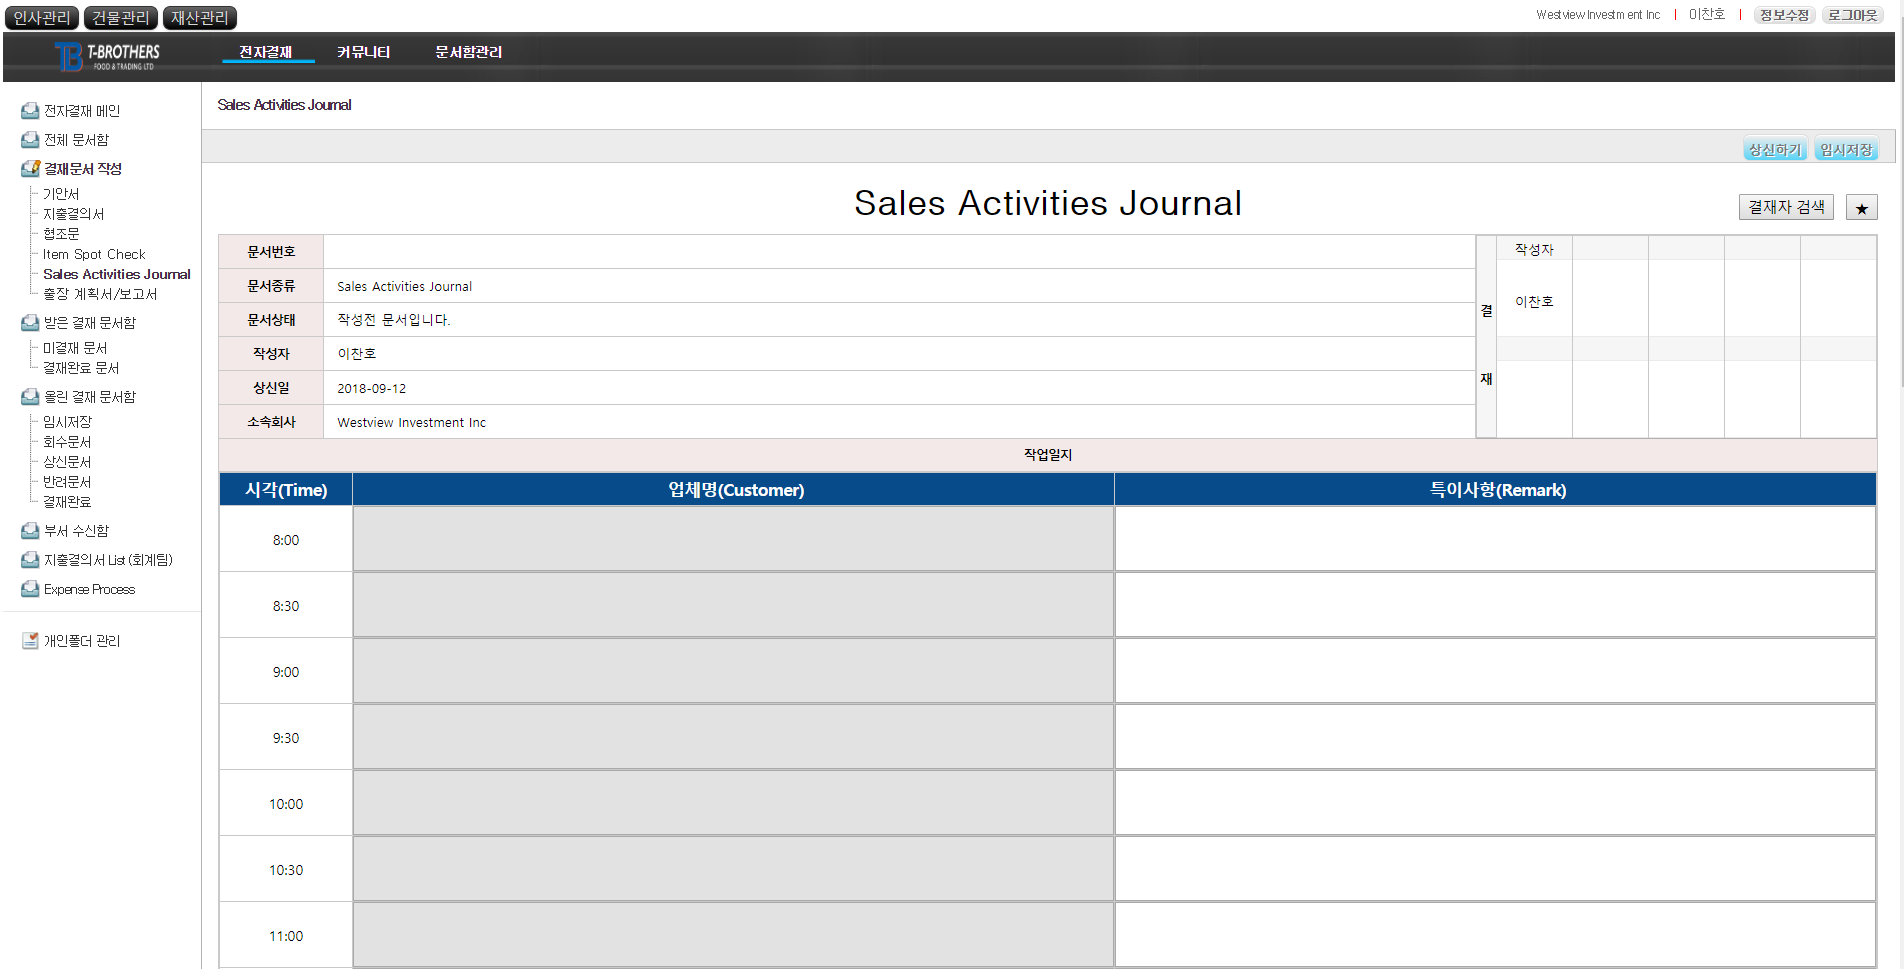 인사관리 건물관리 재산관리
Westview Investment Inc | 이찬호 | 정보수정 로그아웃
TB T-BROTHERS
FOOD & TRADING LTD
전자결재 커뮤니티 문서함관리
전자결재 메인
전체 문서함
결재문서 작성
기안서
지출결의서
협조문
Item Spot Check
Sales Activities Journal
출장 계획서/보고서
받은 결재 문서함
미결재 문서
결재완료 문서
올린 결재 문서함
임시저장
회수문서
상신문서
반려문서
결재완료
부서 수신함
지출결의서 List (회계팀)
Expense Process
개인폴더 관리
Sales Activities Journal
상신하기 임시저장
Sales Activities Journal
결재자 검색 ★
문서번호
문서종류 Sales Activities Journal
문서상태 작성전 문서입니다.
작성자 이찬호
상신일 2018-09-12
소속회사 Westview Investment Inc
결
재
작성자
이찬호
작업일지
시각(Time) 업체명(Customer) 특이사항(Remark)
8:00
8:30
9:00
9:30
10:00
10:30
11:00